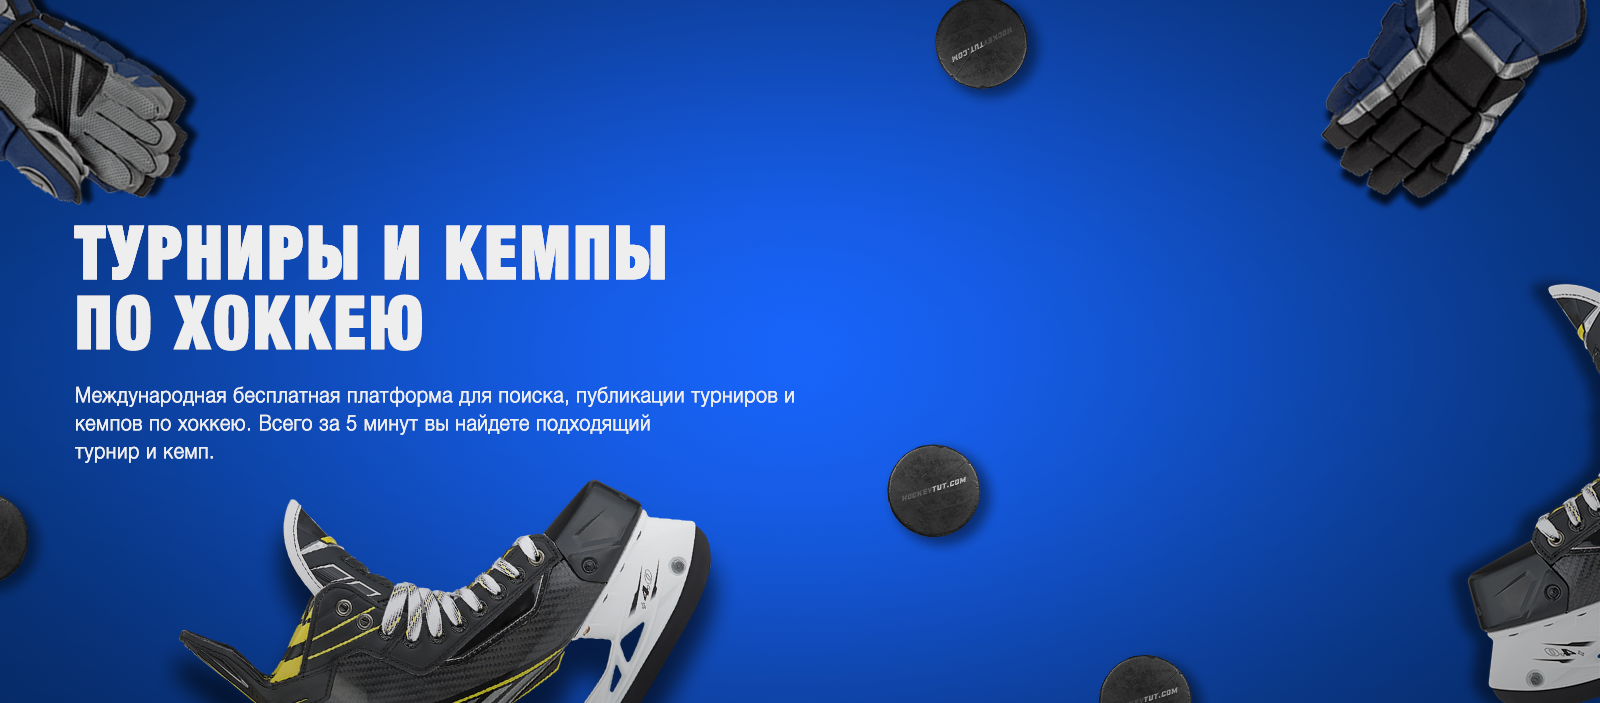 HOCKEYTUT.COM
ТУРНИРЫ И КЕМПЫ
ПО ХОККЕЮ
Международная бесплатная платформа для поиска, публикации турниров и
кемпов по хоккею. Всего за 5 минут вы найдете подходящий
турнир и кемп.
HOCKEYTUT.COM
HOCKEYTUT.COM